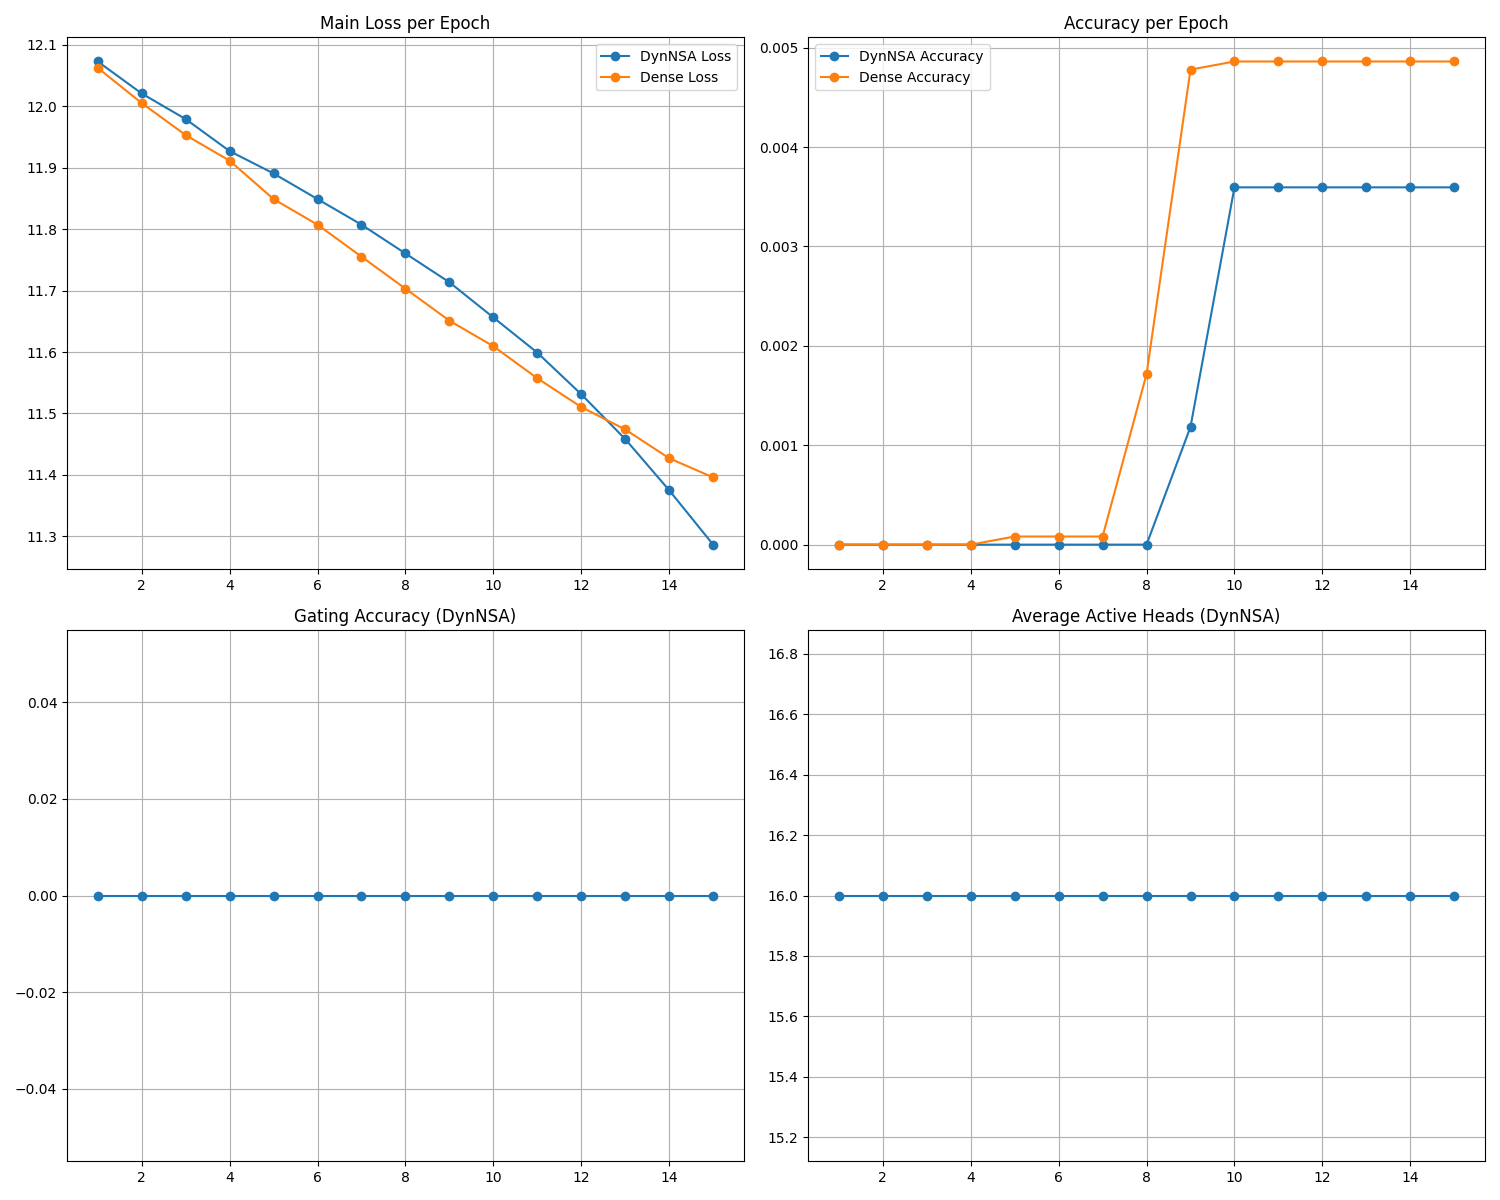 Main Loss per Epoch
DynNSA Loss
Dense Loss
12.1
12.0
11.9
11.8
11.7
11.6
11.5
11.4
11.3
2 4 6 8 10 12 14
Accuracy per Epoch
DynNSA Accuracy
Dense Accuracy
0.005
0.004
0.003
0.002
0.001
0.000
2 4 6 8 10 12 14
Gating Accuracy (DynNSA)
0.04
0.02
0.00
−0.02
−0.04
2 4 6 8 10 12 14
Average Active Heads (DynNSA)
16.8
16.6
16.4
16.2
16.0
15.8
15.6
15.4
15.2
2 4 6 8 10 12 14